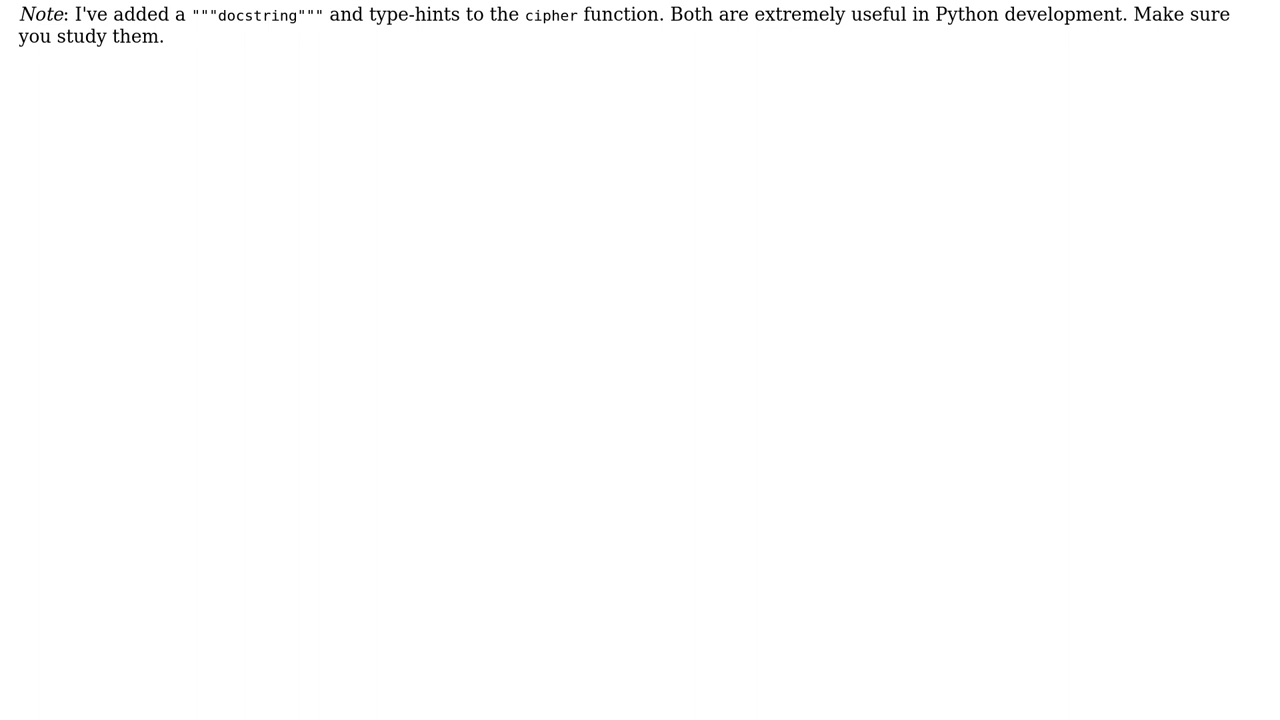 Note: I've added a """docstring""" and type-hints to the cipher function. Both are extremely useful in Python development. Make sure
you study them.